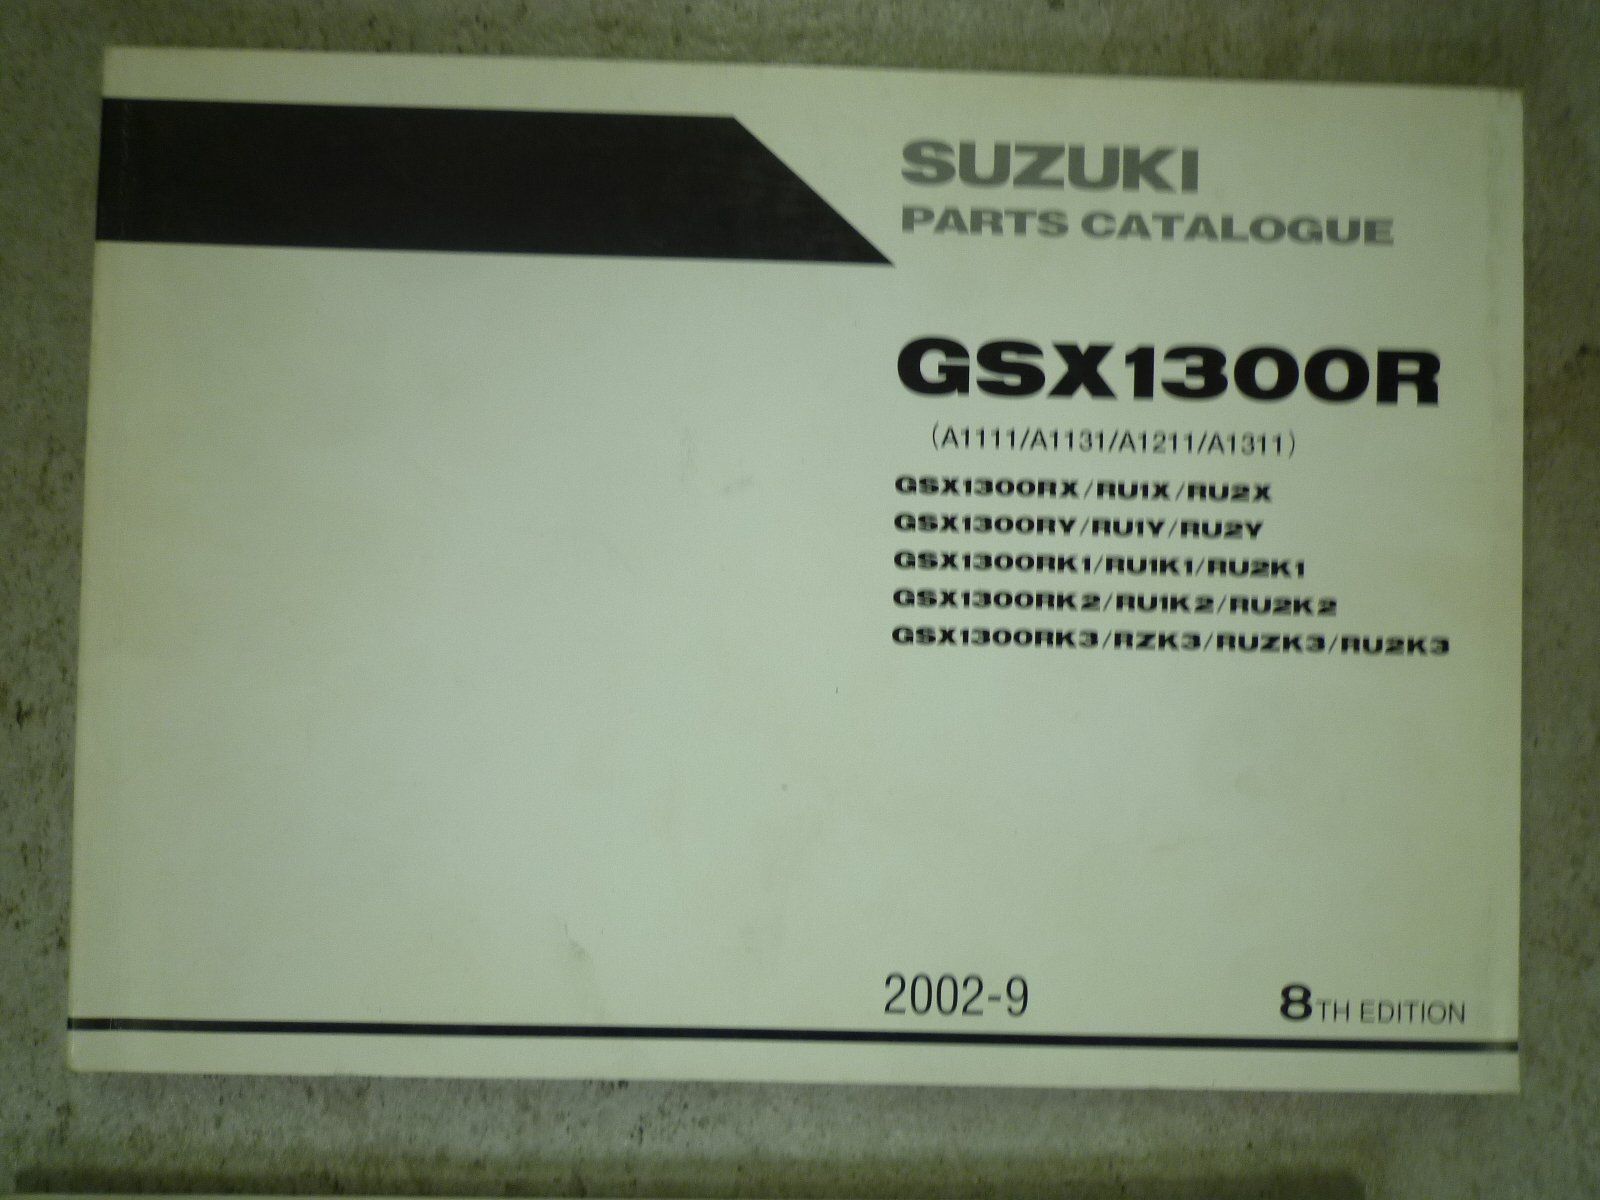 SUZUKI
PARTS CATALOGUE
GSX1300R
(A1111/A1131/A1211/A1311)
GSX1300RX/RU1X/RU2X
GSX1300RY/RU1Y/RU2Y
GSX1300RK1/RU1K1/RU2K1
GSX1300RK2/RU1K2/RU2K2
GSX1300RK3/RZK3/RUZK3/RU2K3
2002-9
8TH EDITION